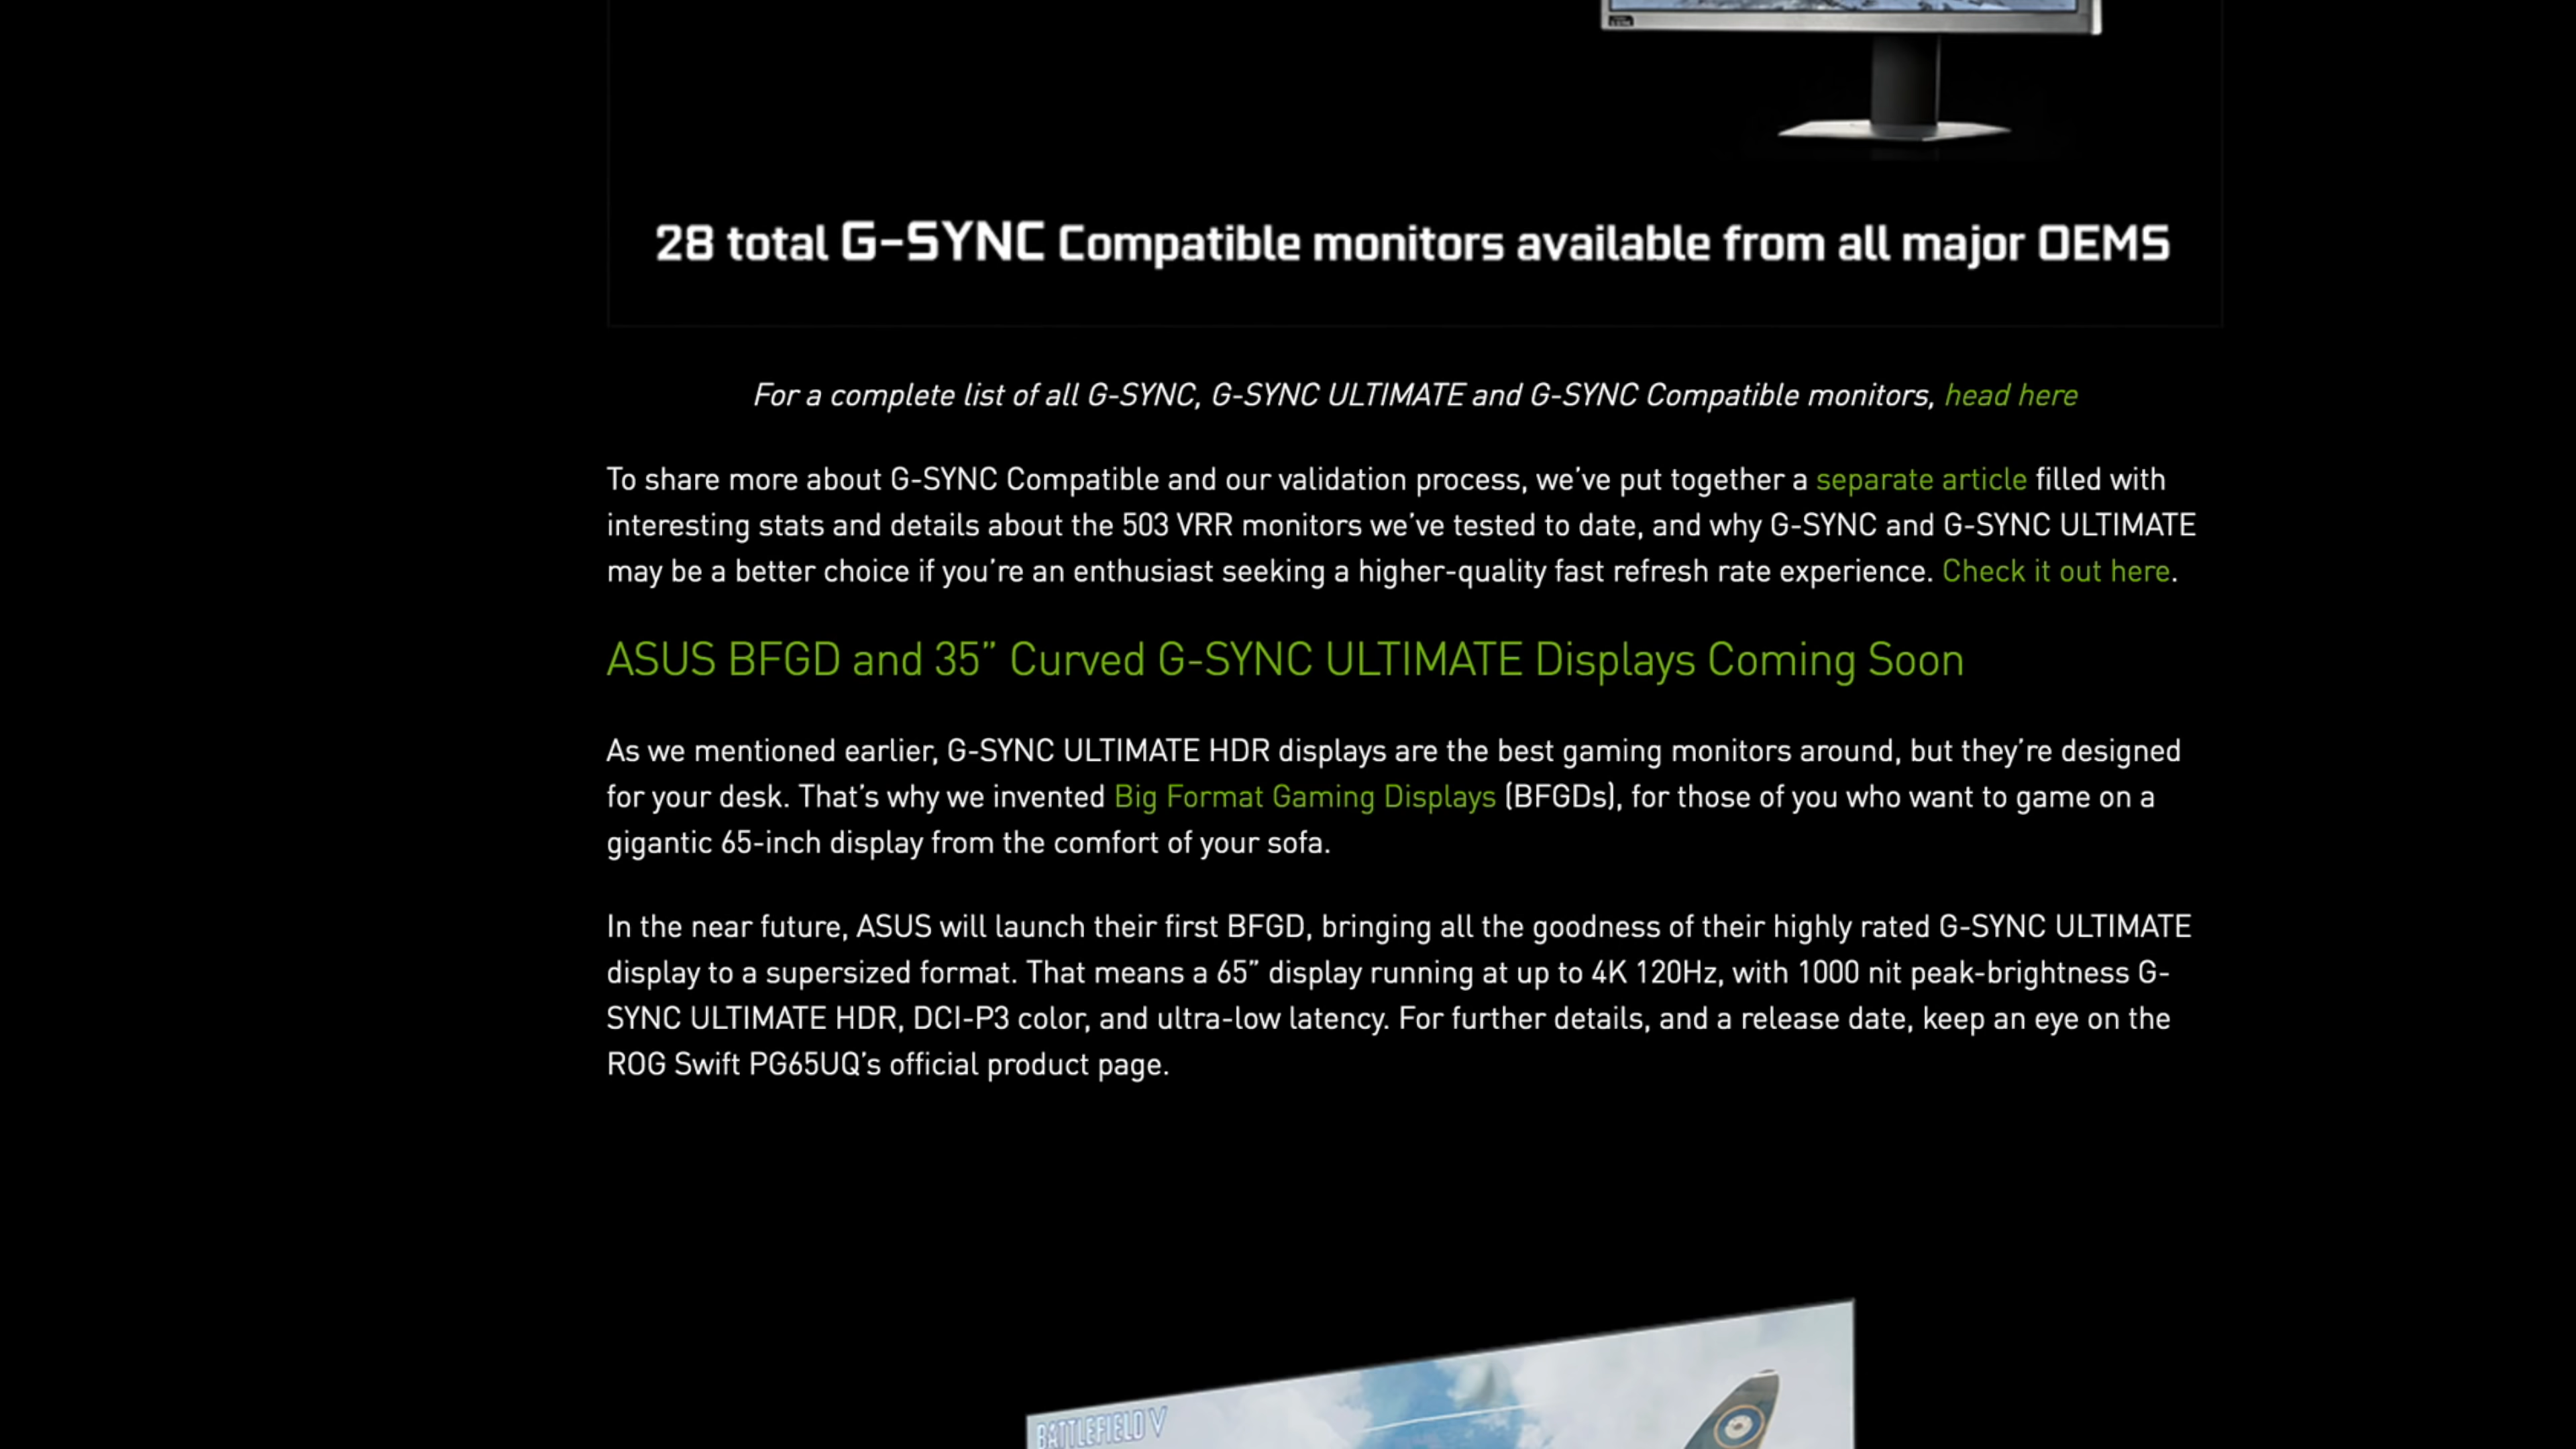 28 total G-SYNC Compatible monitors available from all major OEMS
For a complete list of all G-SYNC, G-SYNC ULTIMATE and G-SYNC Compatible monitors, head here
To share more about G-SYNC Compatible and our validation process, we’ve put together a separate article filled with
interesting stats and details about the 503 VRR monitors we’ve tested to date, and why G-SYNC and G-SYNC ULTIMATE
may be a better choice if you’re an enthusiast seeking a higher-quality fast refresh rate experience. Check it out here.
ASUS BFGD and 35” Curved G-SYNC ULTIMATE Displays Coming Soon
As we mentioned earlier, G-SYNC ULTIMATE HDR displays are the best gaming monitors around, but they’re designed
for your desk. That’s why we invented Big Format Gaming Displays (BFGDs), for those of you who want to game on a
gigantic 65-inch display from the comfort of your sofa.
In the near future, ASUS will launch their first BFGD, bringing all the goodness of their highly rated G-SYNC ULTIMATE
display to a supersized format. That means a 65” display running at up to 4K 120Hz, with 1000 nit peak-brightness G-
SYNC ULTIMATE HDR, DCI-P3 color, and ultra-low latency. For further details, and a release date, keep an eye on the
ROG Swift PG65UQ’s official product page.
BATTLEFIELD V